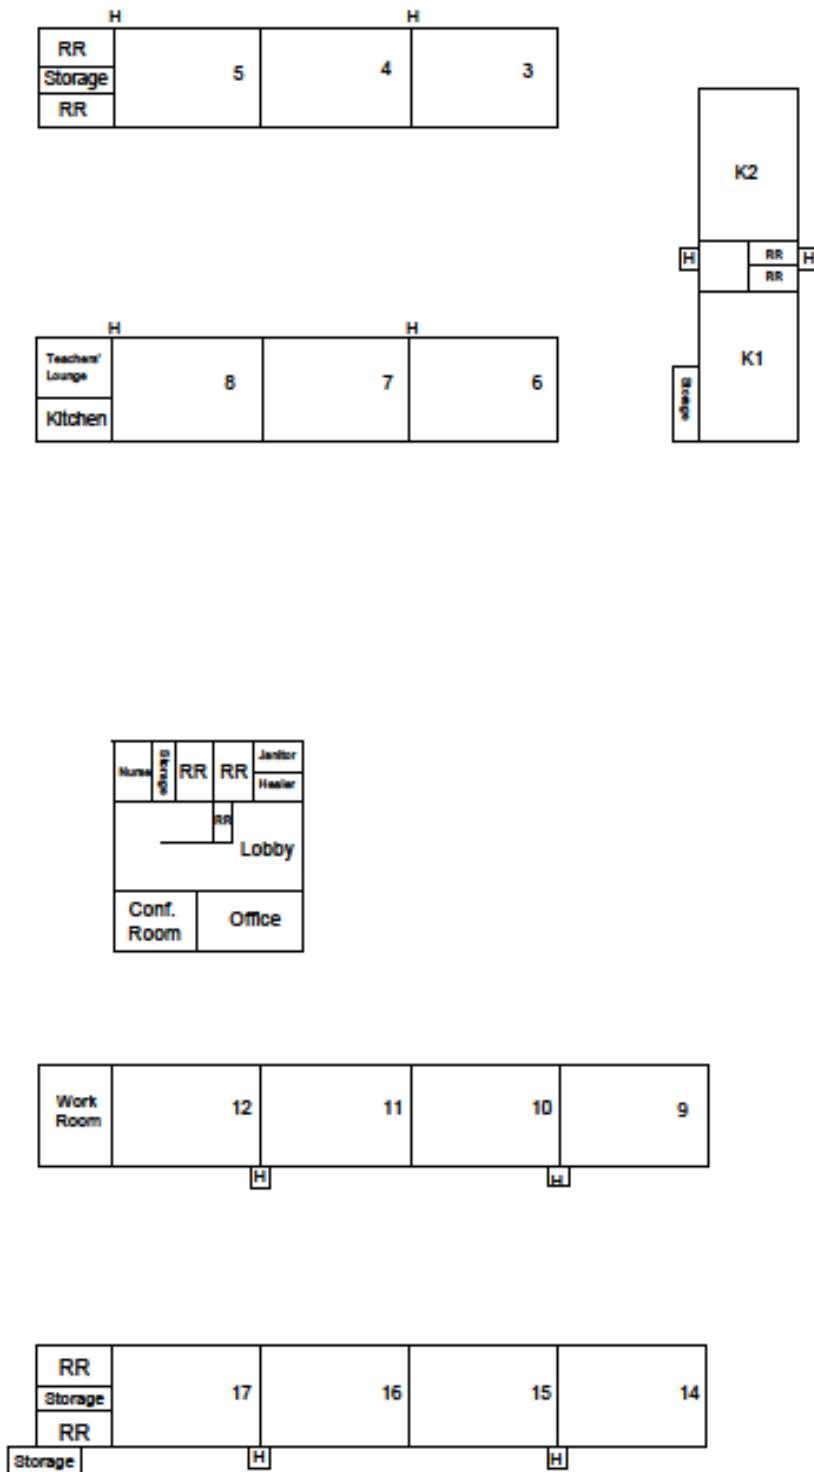 H H
RR
Storage
RR
5 4 3
K2
H RR H
RR
K1
Storage
H H
Teachers'
Lounge
Kitchen
8 7 6
Nurse Storage RR RR Janitor
Heater
RR
Lobby
Conf.
Room
Office
Work
Room
12 11 10 9
H H
RR
Storage
RR
17 16 15 14
Storage
H H